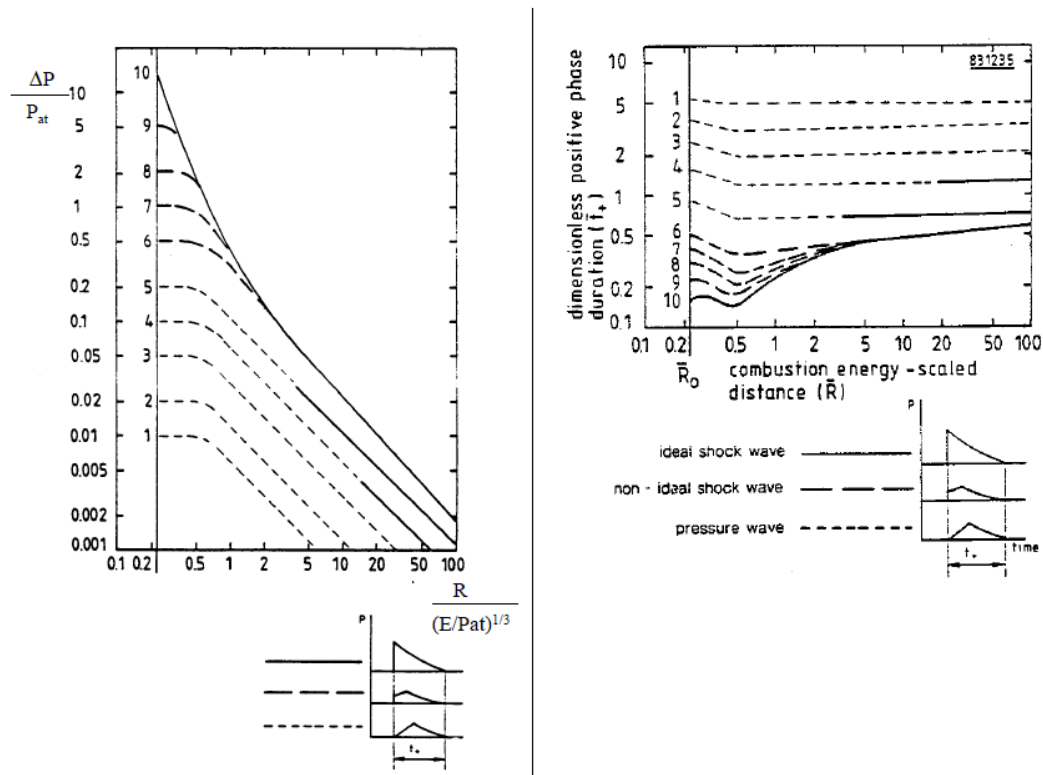 ΔP
P_at
10
5
2
1
0.5
0.2
0.1
0.05
0.02
0.01
0.005
0.002
0.001
10
9
8
7
6
5
4
3
2
1
0.1 0.2 0.5 1 2 5 10 20 50 100
R
(E/Pat)^1/3
P
t₊
831235
dimensionless positive phase
duration (t̄₊)
10
5
2
1
0.5
0.2
0.1
1
2
3
4
5
6
7
8
9
10
0.1 0.2 0.5 1 2 5 10 20 50 100
R̄₀ combustion energy-scaled
distance (R̄)
P
ideal shock wave
non - ideal shock wave
pressure wave
time
t₊